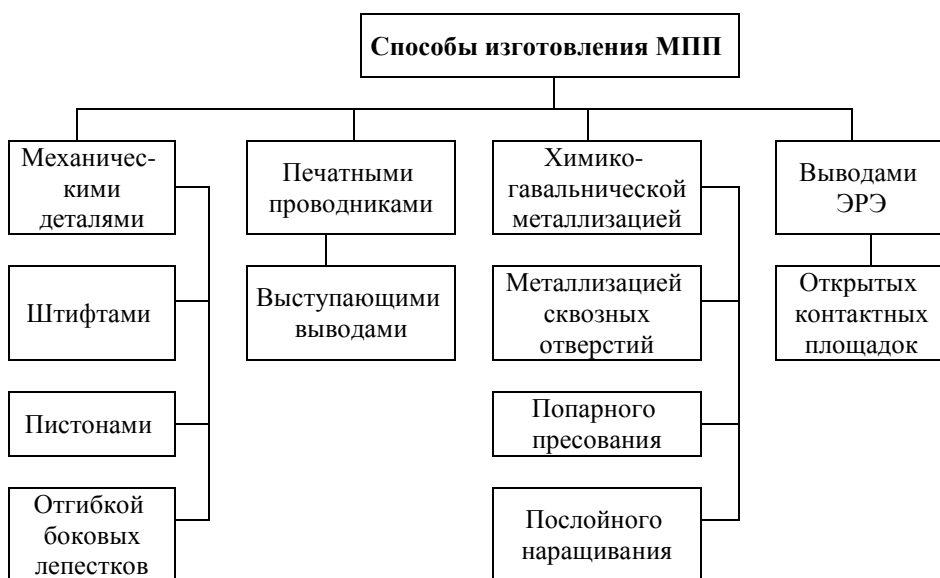 Способы изготовления МПП
Механичес-
кими
деталями
Печатными
проводниками
Химико-
гавальнической
металлизацией
Выводами
ЭРЭ
Штифтами
Выступающими
выводами
Металлизацией
сквозных
отверстий
Открытых
контактных
площадок
Пистонами
Попарного
пресования
Отгибкой
боковых
лепестков
Послойного
наращивания